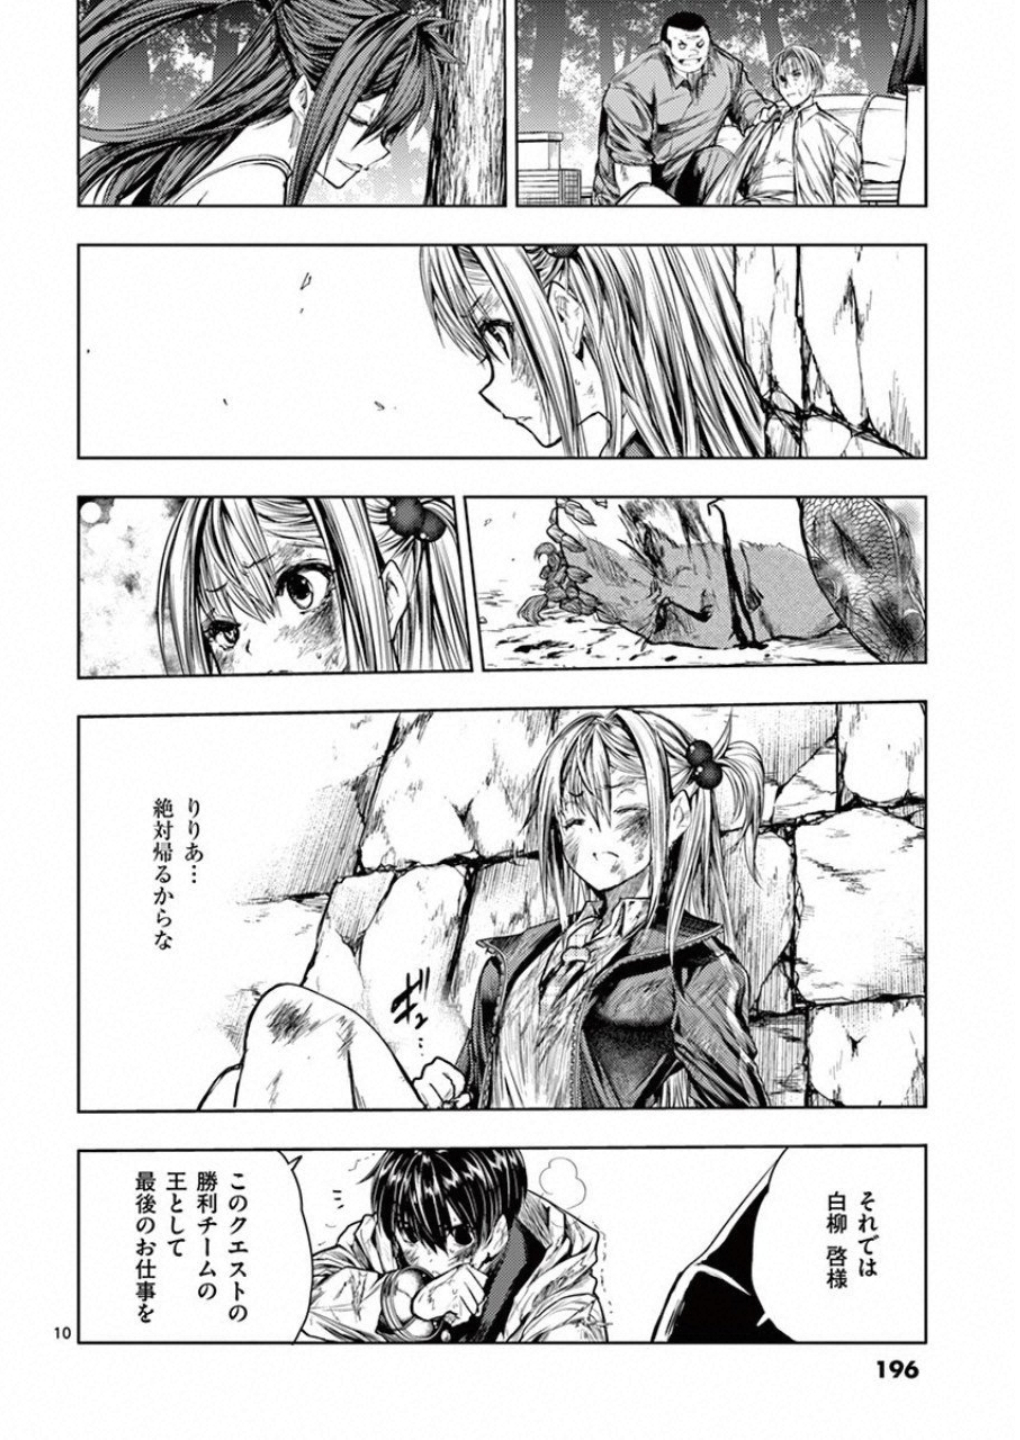 りりあ…
絶対帰るからな
ギュ…
それでは
白柳 啓様
このクエストの
勝利チームの
王として
最後のお仕事を
10
196